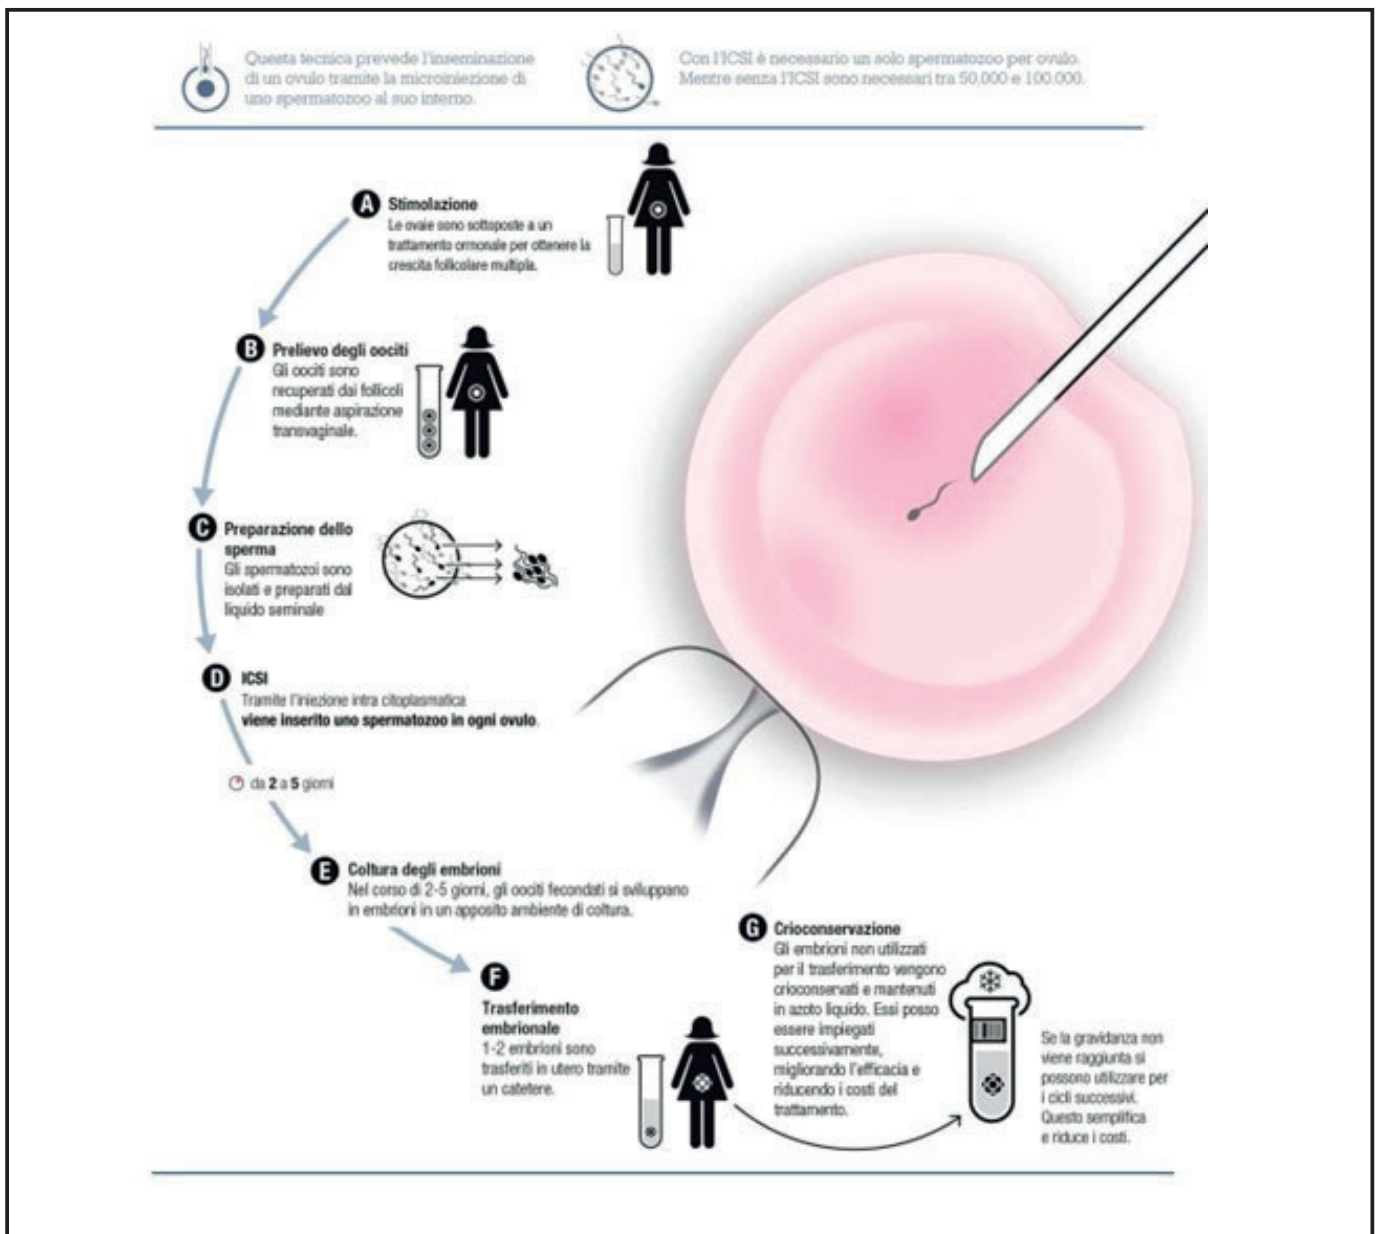 Questa tecnica prevede l'inseminazione
di un ovulo tramite la microiniezione di
uno spermatozoo al suo interno.
Con l'ICSI è necessario un solo spermatozoo per ovulo.
Mentre senza l'ICSI sono necessari tra 50,000 e 100.000.
A Stimolazione
Le ovaie sono sottoposte a un
trattamento ormonale per ottenere la
crescita follicolare multipla.
B Prelievo degli oociti
Gli oociti sono
recuperati dai follicoli
mediante aspirazione
transvaginale.
C Preparazione dello
sperma
Gli spermatozoi sono
isolati e preparati dal
liquido seminale
D ICSI
Tramite l'iniezione intra citoplasmatica
viene inserito uno spermatozoo in ogni ovulo.
da 2 a 5 giorni
E Coltura degli embrioni
Nel corso di 2-5 giorni, gli oociti fecondati si sviluppano
in embrioni in un apposito ambiente di coltura.
F
Trasferimento
embrionale
1-2 embrioni sono
trasferiti in utero tramite
un catetere.
G Crioconservazione
Gli embrioni non utilizzati
per il trasferimento vengono
crioconservati e mantenuti
in azoto liquido. Essi posso
essere impiegati
successivamente,
migliorando l'efficacia e
riducendo i costi del
trattamento.
Se la gravidanza non
viene raggiunta si
possono utilizzare per
i cicli successivi.
Questo semplifica
e riduce i costi.